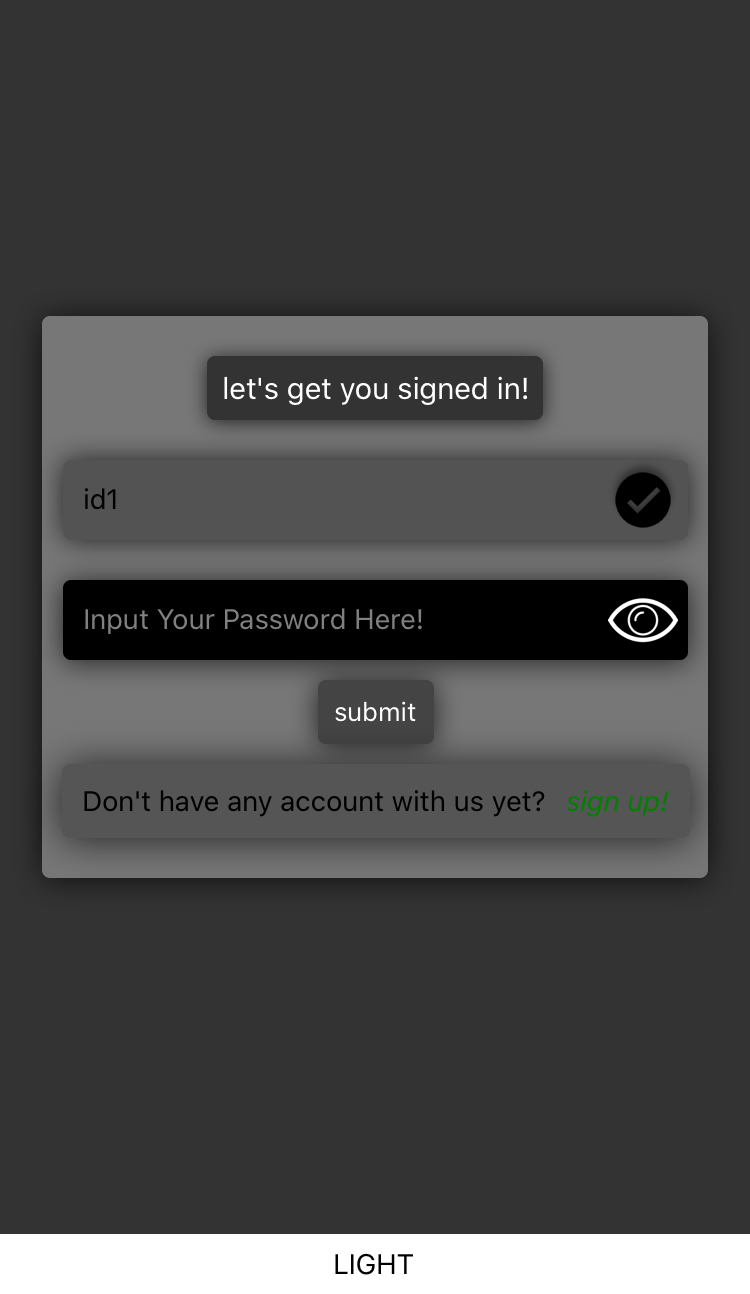 let's get you signed in!
id1
Input Your Password Here!
submit
Don't have any account with us yet? sign up!
LIGHT